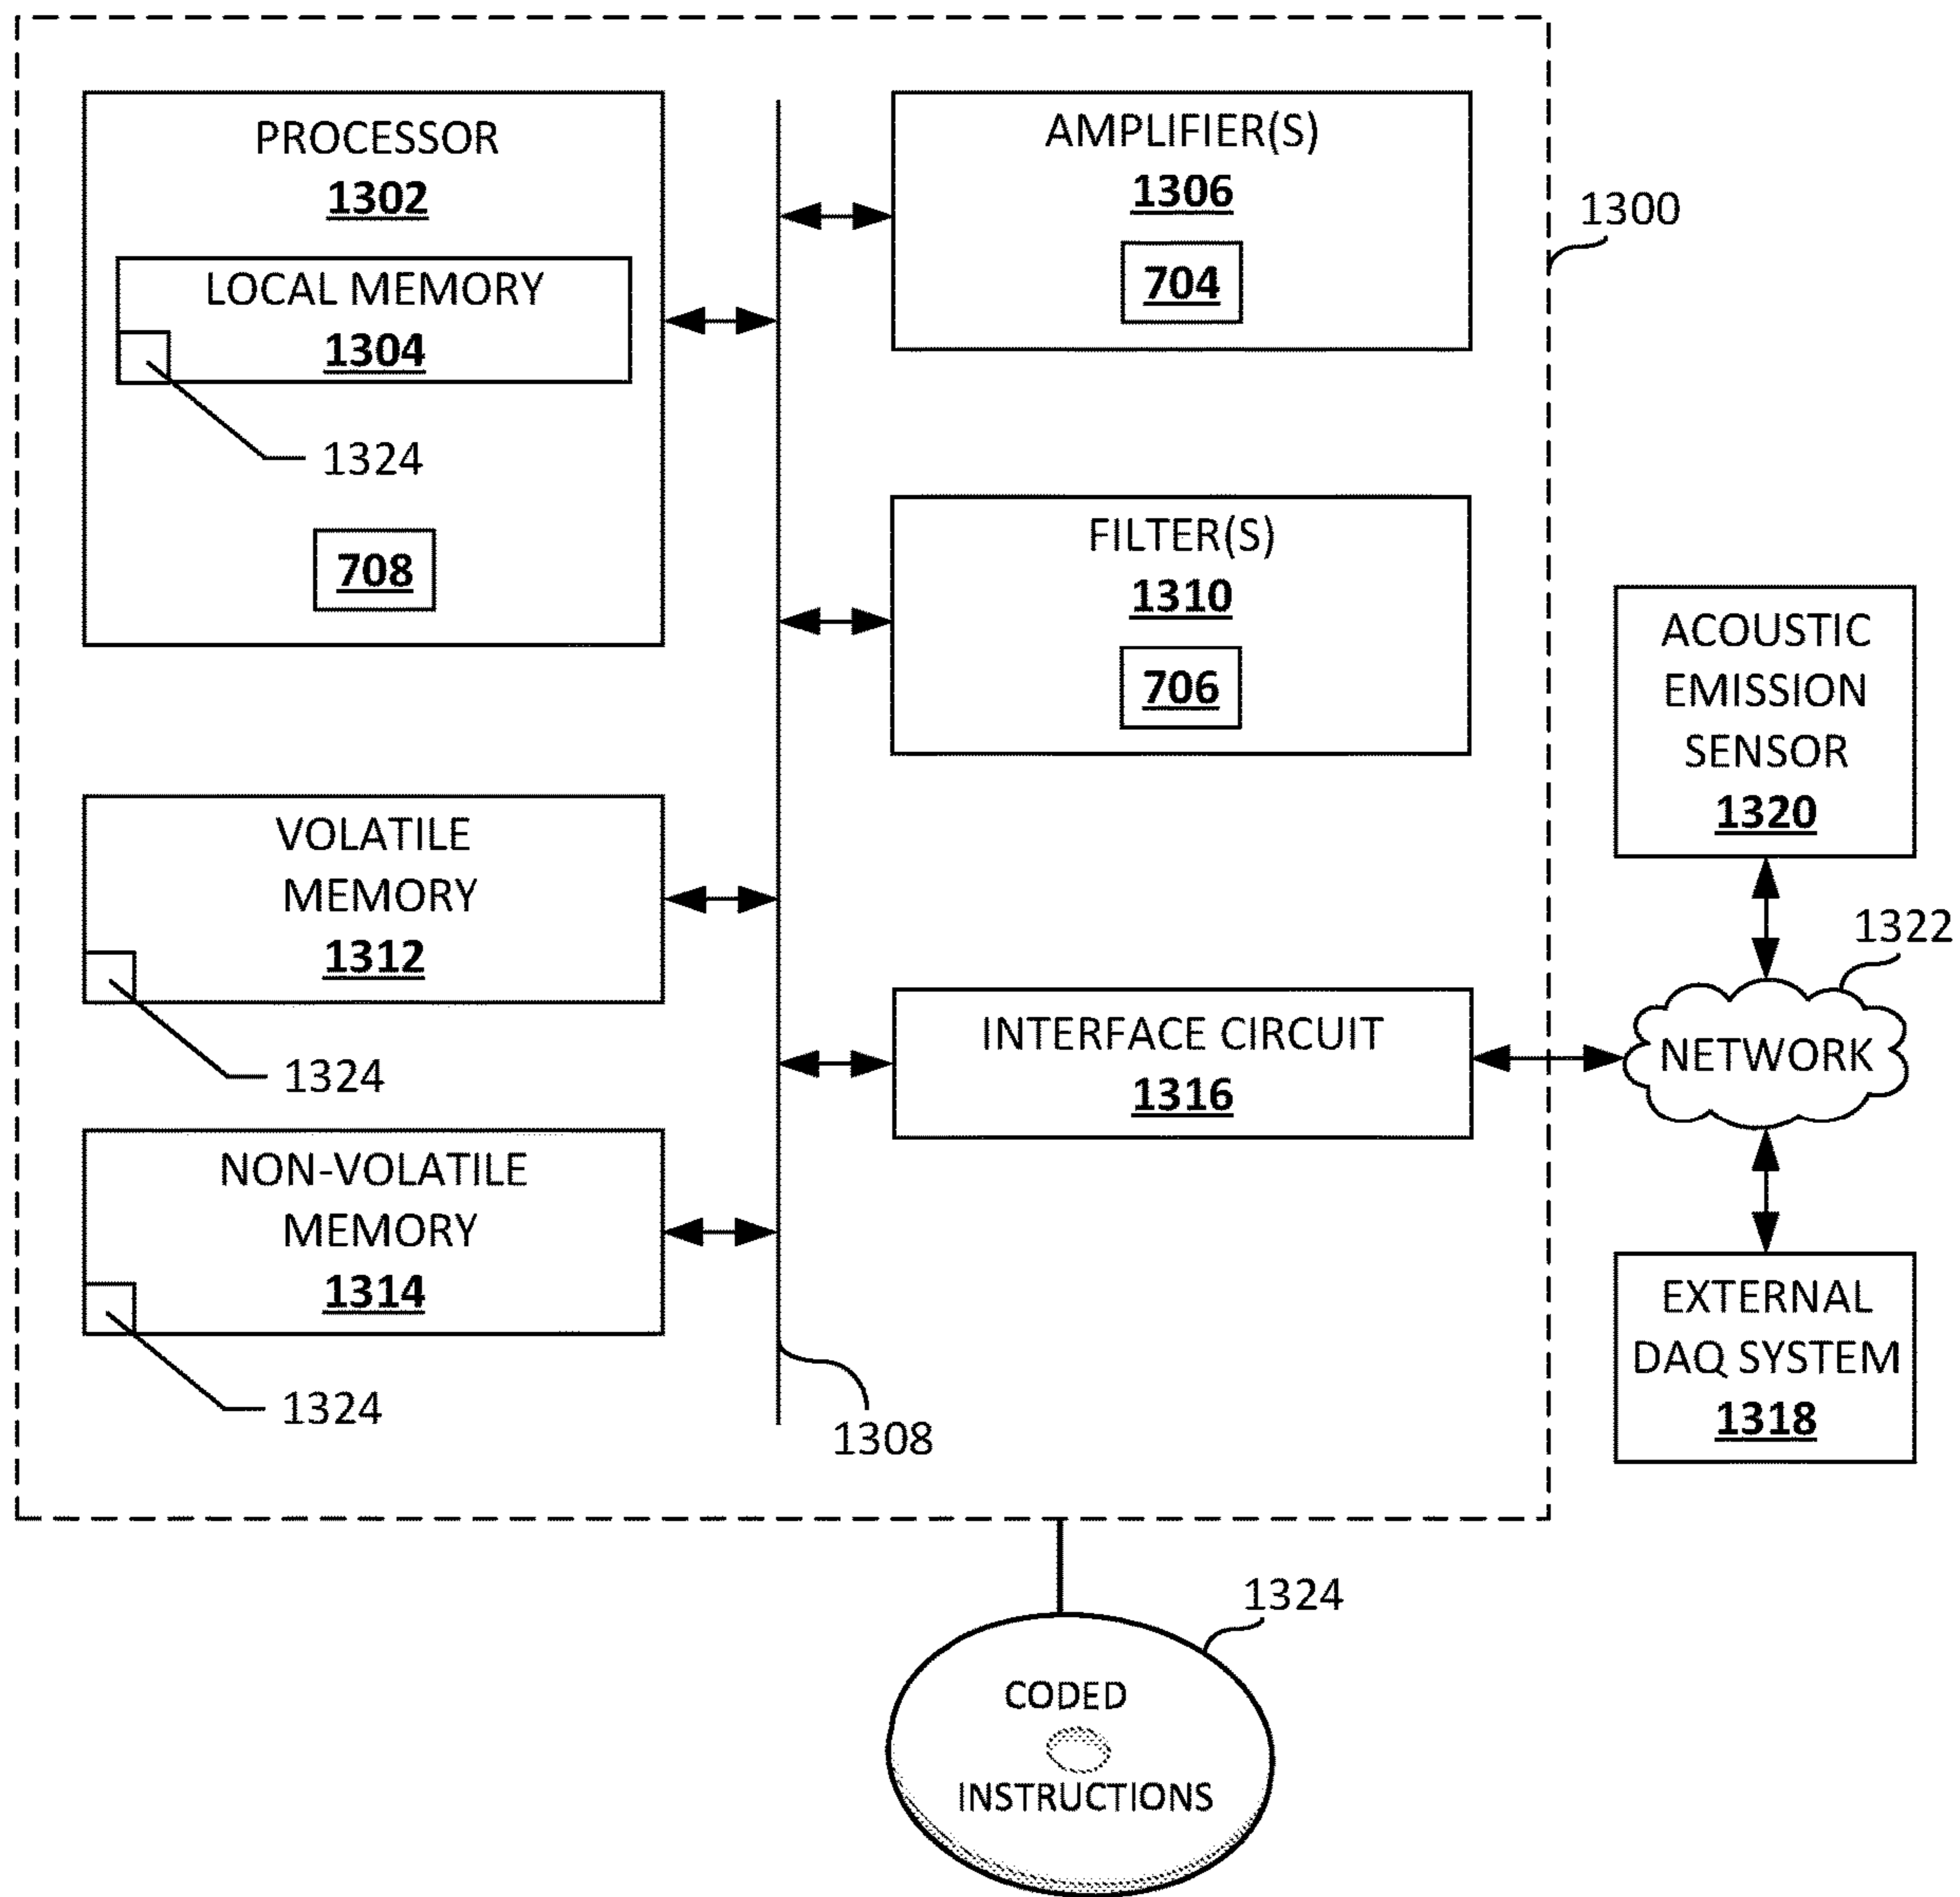 PROCESSOR
1302
LOCAL MEMORY
1304
1324
708
AMPLIFIER(S)
1306
704
1300
FILTER(S)
1310
706
ACOUSTIC
EMISSION
SENSOR
1320
VOLATILE
MEMORY
1312
1324
1322
INTERFACE CIRCUIT
1316
NETWORK
NON-VOLATILE
MEMORY
1314
1324
1308
EXTERNAL
DAQ SYSTEM
1318
1324
CODED
INSTRUCTIONS